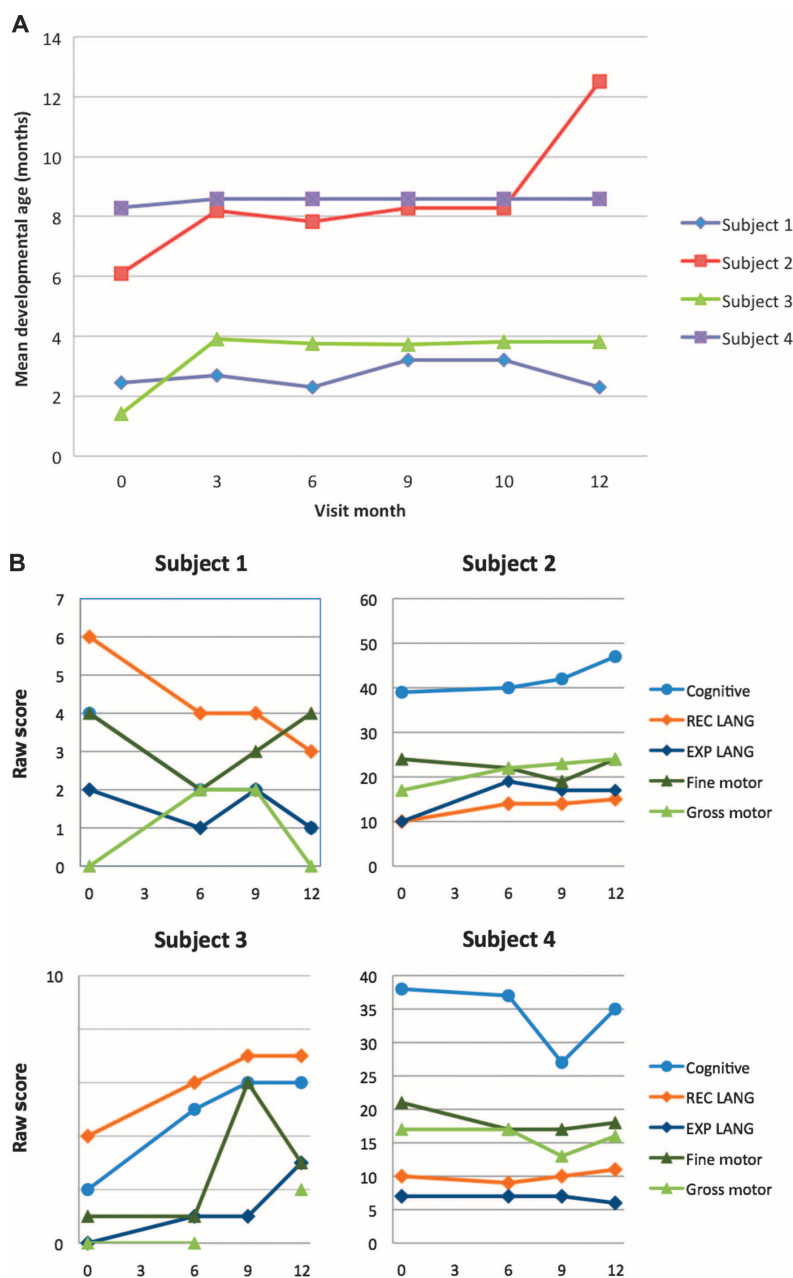 A
Mean developmental age (months)
14
12
10
8
6
4
2
0
0 3 6 9 10 12
Visit month
Subject 1
Subject 2
Subject 3
Subject 4
B
Subject 1
Raw score
7
6
5
4
3
2
1
0
0 3 6 9 12
Subject 2
60
50
40
30
20
10
0
0 3 6 9 12
Cognitive
REC LANG
EXP LANG
Fine motor
Gross motor
Subject 3
Raw score
10
0
0 3 6 9 12
Subject 4
40
35
30
25
20
15
10
5
0
0 3 6 9 12
Cognitive
REC LANG
EXP LANG
Fine motor
Gross motor